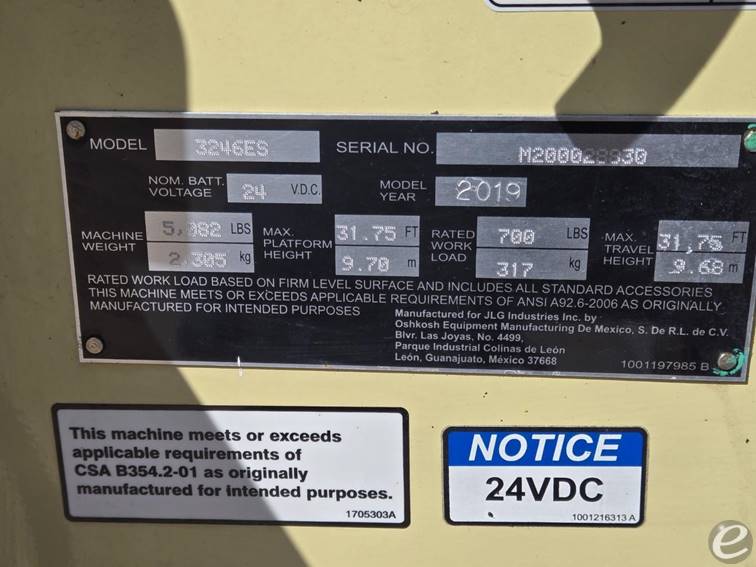 MODEL 3246ES SERIAL NO. M200028930
NOM. BATT. VOLTAGE 24 V.D.C. MODEL YEAR 2019
MACHINE WEIGHT 5,082 LBS 2,305 kg MAX. PLATFORM HEIGHT 31.75 FT 9.70 m RATED WORK LOAD 700 LBS 317 kg MAX. TRAVEL HEIGHT 31,75 FT 9.68 m
RATED WORK LOAD BASED ON FIRM LEVEL SURFACE AND INCLUDES ALL STANDARD ACCESSORIES
THIS MACHINE MEETS OR EXCEEDS APPLICABLE REQUIREMENTS OF ANSI A92.6-2006 AS ORIGINALLY
MANUFACTURED FOR INTENDED PURPOSES
Manufactured for JLG Industries Inc. by
Oshkosh Equipment Manufacturing De Mexico, S. De R.L. de C.V.
Blvr. Las Joyas, No. 4499,
Parque Industrial Colinas de León
León, Guanajuato, México 37668
1001197985 B
This machine meets or exceeds
applicable requirements of
CSA B354.2-01 as originally
manufactured for intended purposes.
1705303A
NOTICE
24VDC
1001216313 A
e